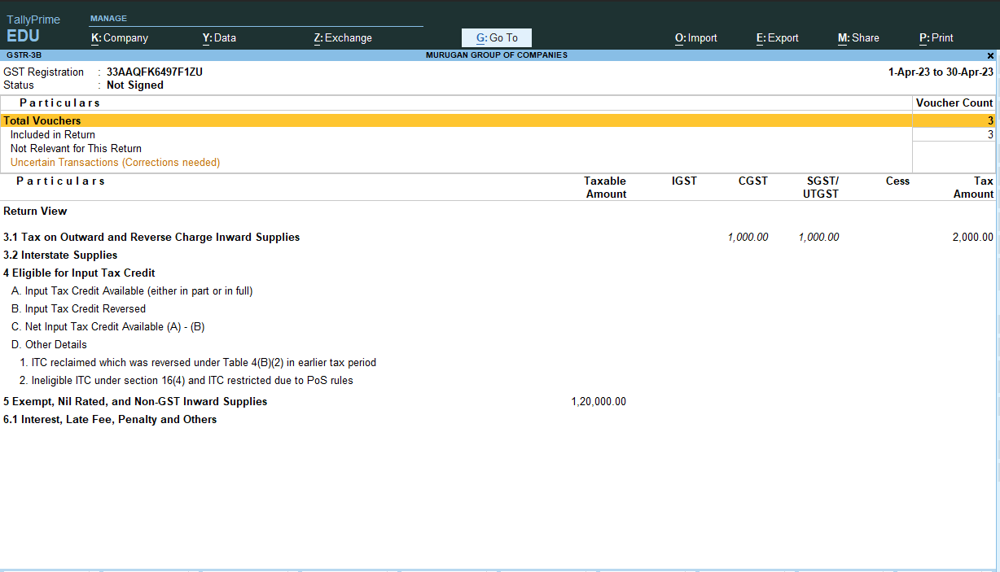 TallyPrime
EDU
MANAGE
K:Company Y:Data Z:Exchange G:Go To O:Import E:Export M:Share P:Print
GSTR-3B MURUGAN GROUP OF COMPANIES x
GST Registration : 33AAQFK6497F1ZU 1-Apr-23 to 30-Apr-23
Status : Not Signed
Particulars Voucher Count
Total Vouchers 3
Included in Return 3
Not Relevant for This Return
Uncertain Transactions (Corrections needed)
Particulars Taxable Amount IGST CGST SGST/ UTGST Cess Tax Amount
Return View
3.1 Tax on Outward and Reverse Charge Inward Supplies 1,000.00 1,000.00 2,000.00
3.2 Interstate Supplies
4 Eligible for Input Tax Credit
A. Input Tax Credit Available (either in part or in full)
B. Input Tax Credit Reversed
C. Net Input Tax Credit Available (A) - (B)
D. Other Details
1. ITC reclaimed which was reversed under Table 4(B)(2) in earlier tax period
2. Ineligible ITC under section 16(4) and ITC restricted due to PoS rules
5 Exempt, Nil Rated, and Non-GST Inward Supplies 1,20,000.00
6.1 Interest, Late Fee, Penalty and Others